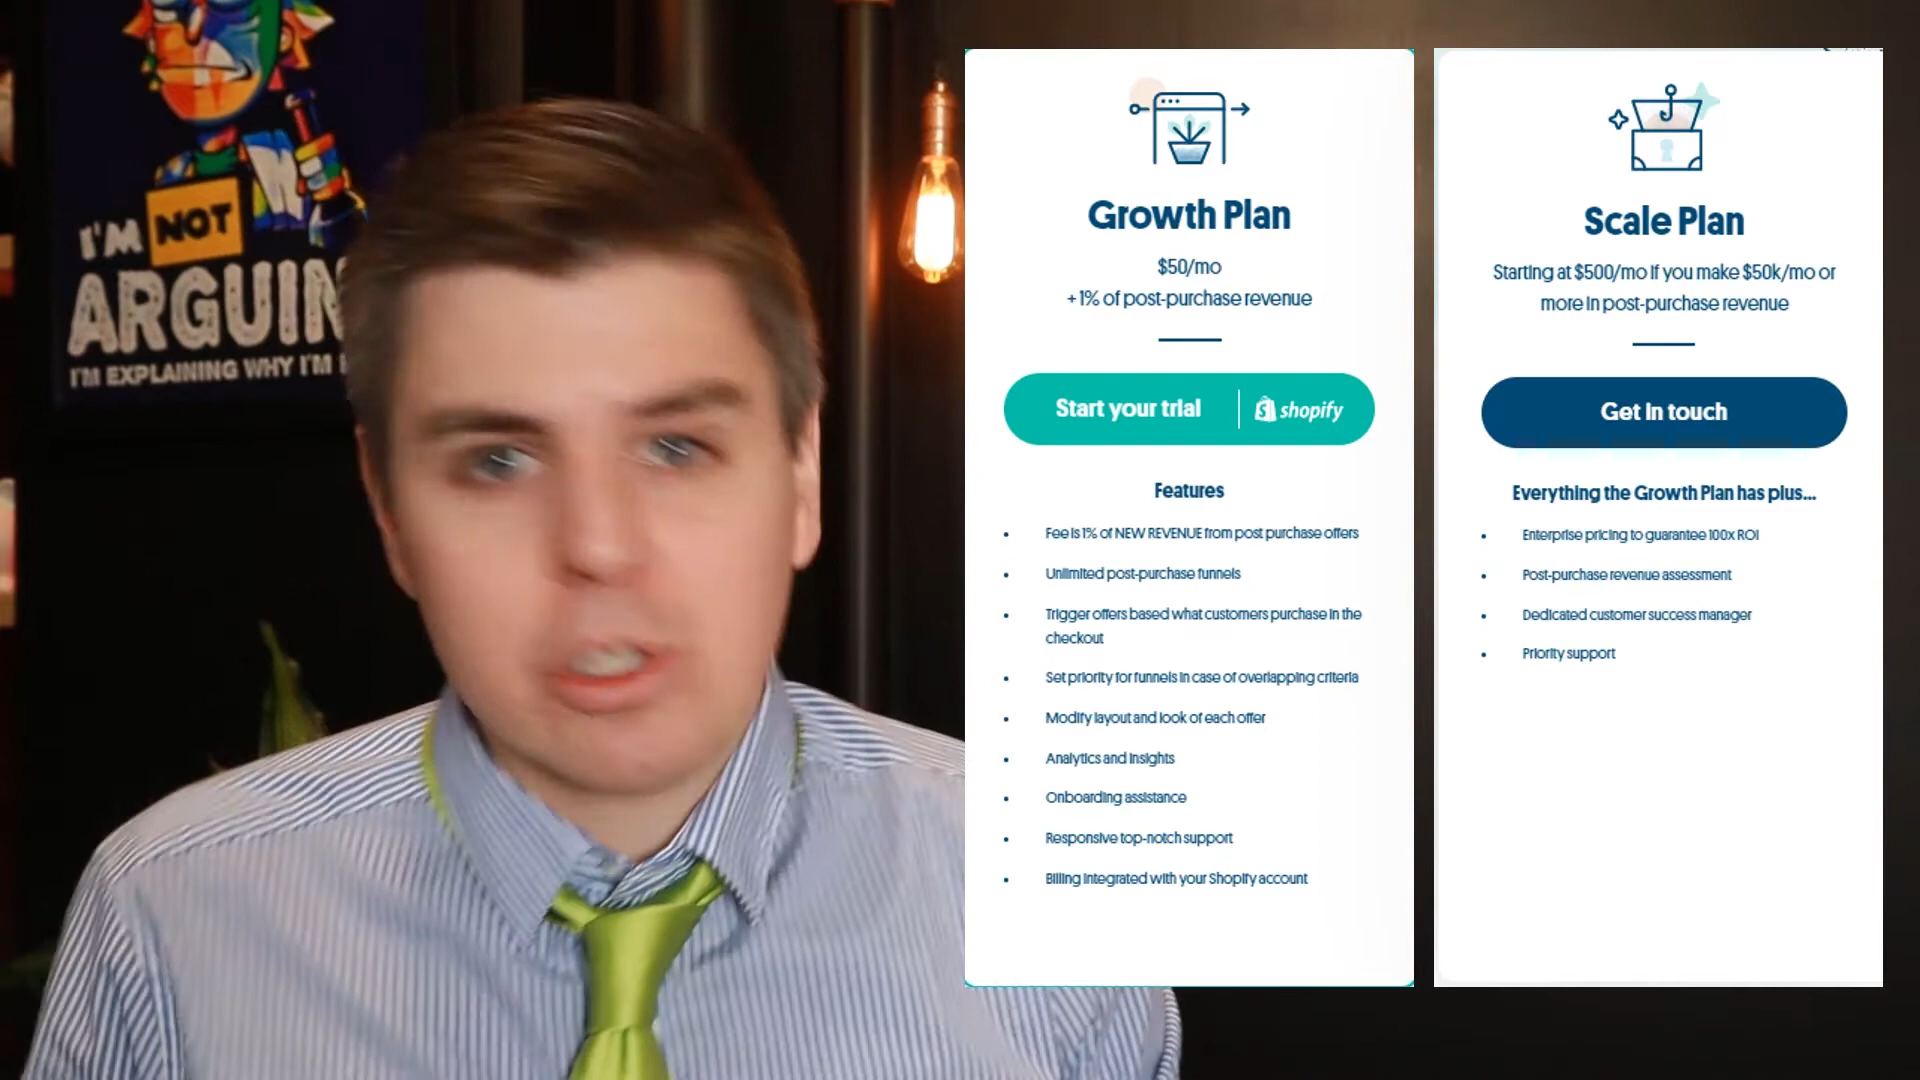 I'M NOT
ARGUIN
I'M EXPLAINING WHY I'M
Growth Plan
$50/mo
+ 1% of post-purchase revenue
Start your trial
shopify
Features
• Fee is 1% of NEW REVENUE from post purchase offers
• Unlimited post-purchase funnels
• Trigger offers based what customers purchase in the
checkout
• Set priority for funnels in case of overlapping criteria
• Modify layout and look of each offer
• Analytics and insights
• Onboarding assistance
• Responsive top-notch support
• Billing integrated with your Shopify account
Scale Plan
Starting at $500/mo if you make $50k/mo or
more in post-purchase revenue
Get in touch
Everything the Growth Plan has plus...
• Enterprise pricing to guarantee 100x ROI
• Post-purchase revenue assessment
• Dedicated customer success manager
• Priority support